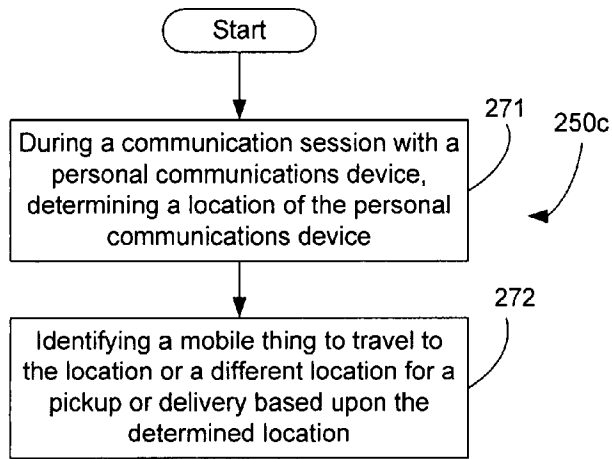 Start
271
250c
During a communication session with a
personal communications device,
determining a location of the personal
communications device
272
Identifying a mobile thing to travel to
the location or a different location for a
pickup or delivery based upon the
determined location